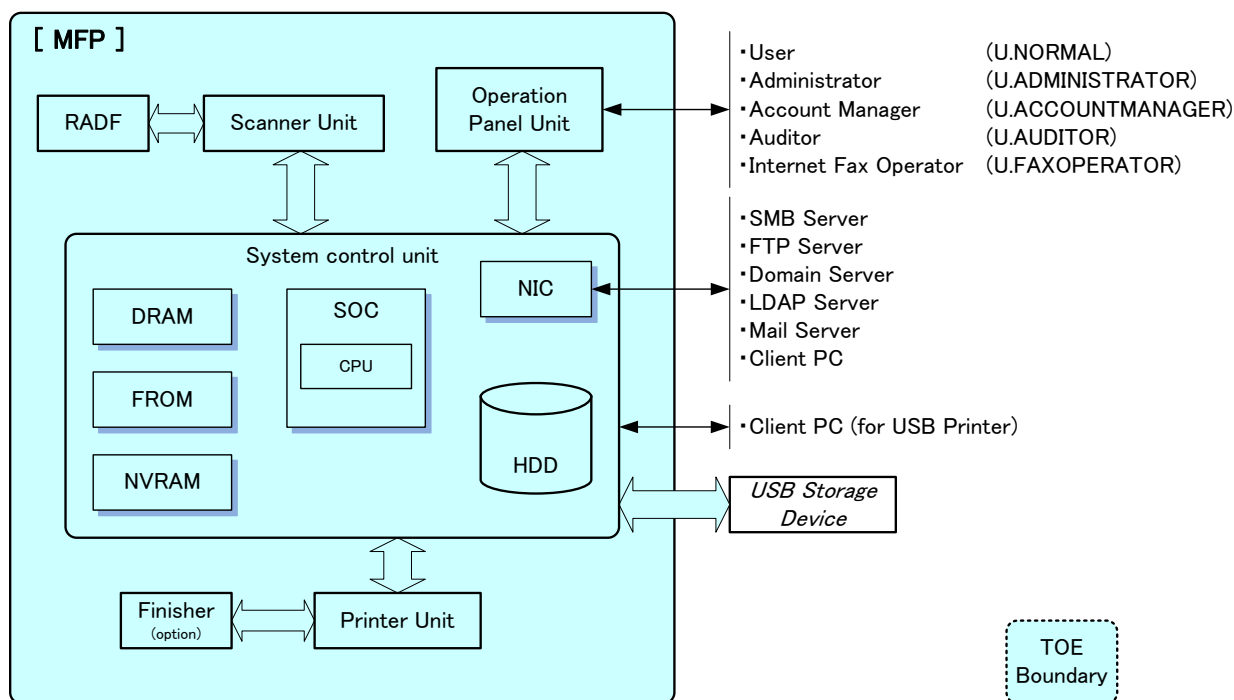 [ MFP ]
RADF
Scanner Unit
Operation
Panel Unit
・User (U.NORMAL)
・Administrator (U.ADMINISTRATOR)
・Account Manager (U.ACCOUNTMANAGER)
・Auditor (U.AUDITOR)
・Internet Fax Operator (U.FAXOPERATOR)
System control unit
DRAM
FROM
NVRAM
SOC
CPU
NIC
HDD
・SMB Server
・FTP Server
・Domain Server
・LDAP Server
・Mail Server
・Client PC
・Client PC (for USB Printer)
USB Storage
Device
Finisher
(option)
Printer Unit
TOE
Boundary